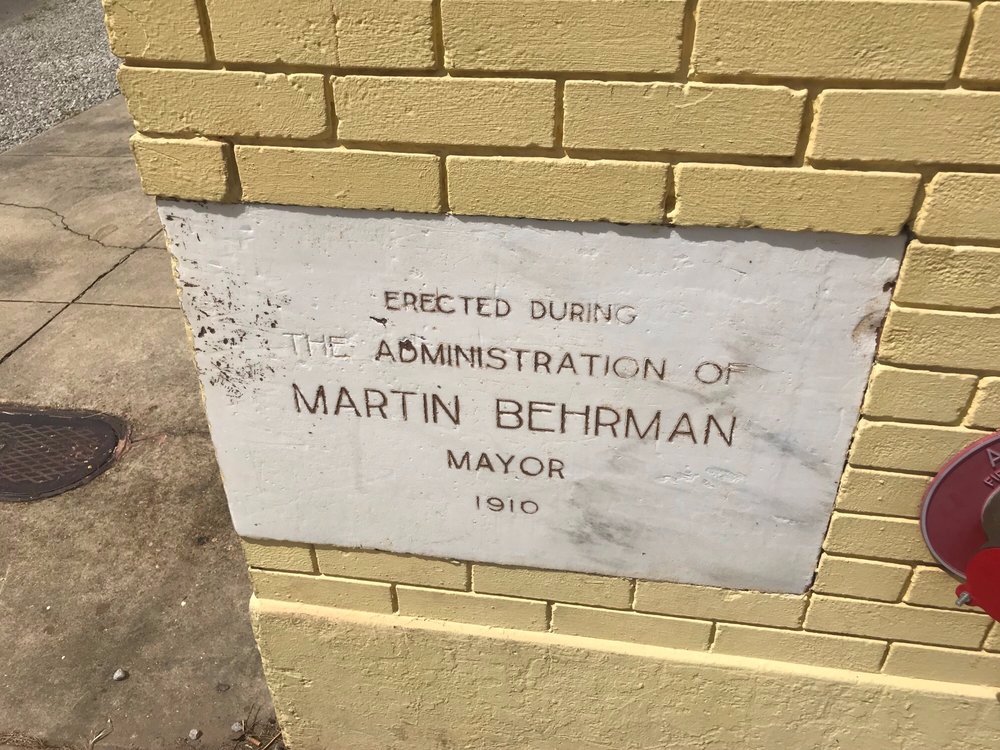 ERECTED DURING
THE ADMINISTRATION OF
MARTIN BEHRMAN
MAYOR
1910